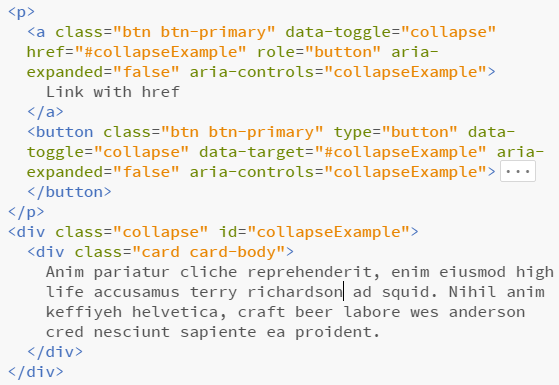 <p>
<a class="btn btn-primary" data-toggle="collapse"
href="#collapseExample" role="button" aria-
expanded="false" aria-controls="collapseExample">
Link with href
</a>
<button class="btn btn-primary" type="button" data-
toggle="collapse" data-target="#collapseExample" aria-
expanded="false" aria-controls="collapseExample">···
</button>
</p>
<div class="collapse" id="collapseExample">
<div class="card card-body">
Anim pariatur cliche reprehenderit, enim eiusmod high
life accusamus terry richardson ad squid. Nihil anim
keffiyeh helvetica, craft beer labore wes anderson
cred nesciunt sapiente ea proident.
</div>
</div>